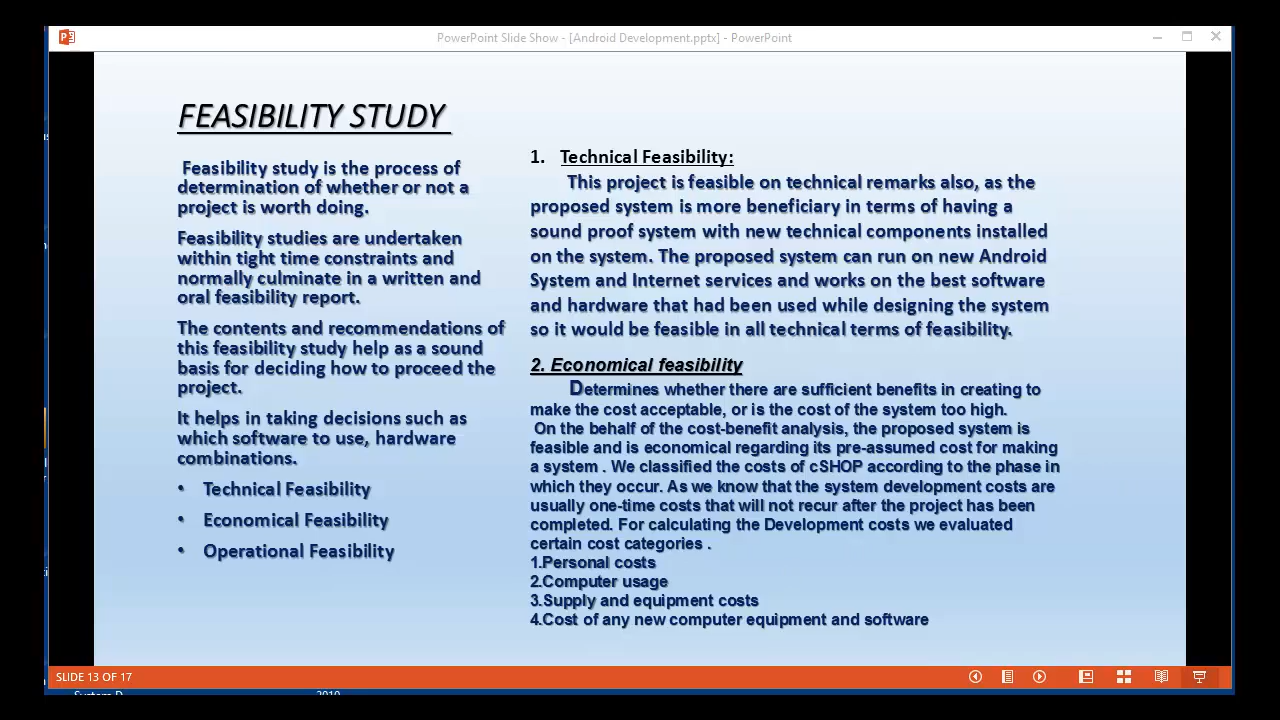 PowerPoint Slide Show - [Android Development.pptx] - PowerPoint
FEASIBILITY STUDY
Feasibility study is the process of
determination of whether or not a
project is worth doing.
Feasibility studies are undertaken
within tight time constraints and
normally culminate in a written and
oral feasibility report.
The contents and recommendations of
this feasibility study help as a sound
basis for deciding how to proceed the
project.
It helps in taking decisions such as
which software to use, hardware
combinations.
• Technical Feasibility
• Economical Feasibility
• Operational Feasibility
1. Technical Feasibility:
This project is feasible on technical remarks also, as the
proposed system is more beneficiary in terms of having a
sound proof system with new technical components installed
on the system. The proposed system can run on new Android
System and Internet services and works on the best software
and hardware that had been used while designing the system
so it would be feasible in all technical terms of feasibility.
2. Economical feasibility
Determines whether there are sufficient benefits in creating to
make the cost acceptable, or is the cost of the system too high.
On the behalf of the cost-benefit analysis, the proposed system is
feasible and is economical regarding its pre-assumed cost for making
a system . We classified the costs of cSHOP according to the phase in
which they occur. As we know that the system development costs are
usually one-time costs that will not recur after the project has been
completed. For calculating the Development costs we evaluated
certain cost categories .
1.Personal costs
2.Computer usage
3.Supply and equipment costs
4.Cost of any new computer equipment and software
SLIDE 13 OF 17